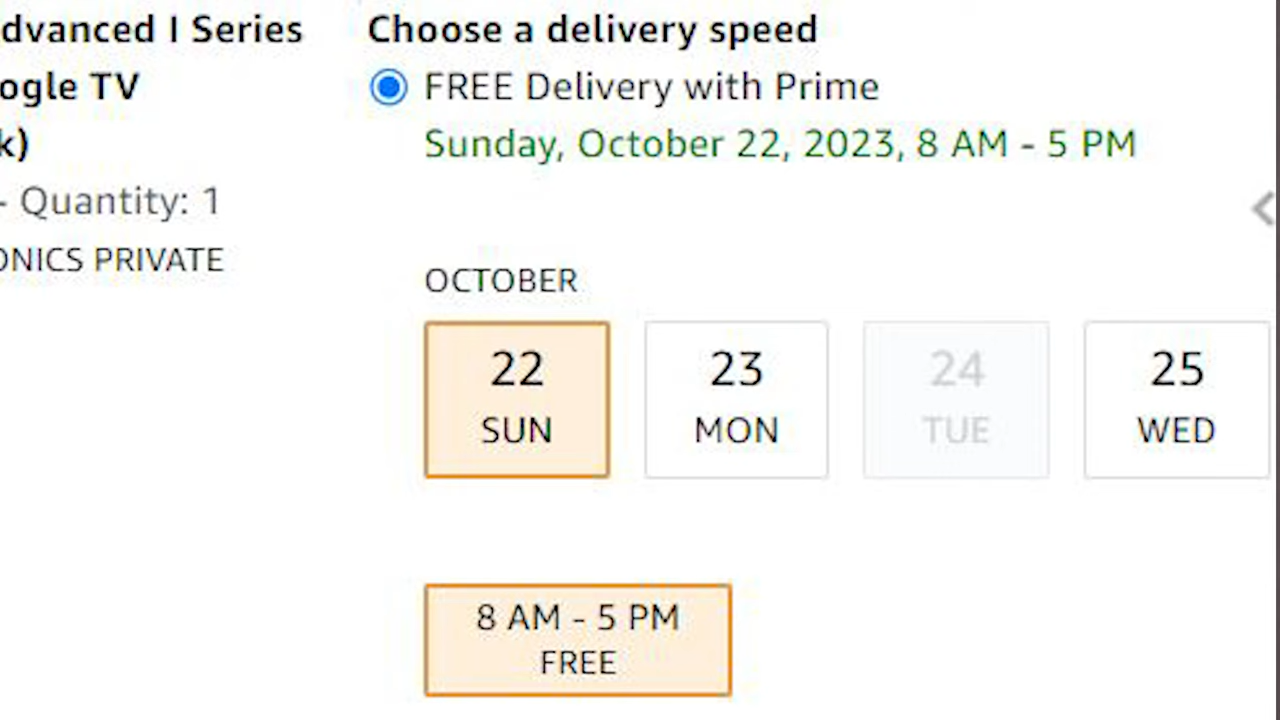 dvanced I Series
ogle TV
k)
- Quantity: 1
ONICS PRIVATE
Choose a delivery speed
FREE Delivery with Prime
Sunday, October 22, 2023, 8 AM - 5 PM
OCTOBER
22 23 24 25
SUN MON TUE WED
8 AM - 5 PM
FREE